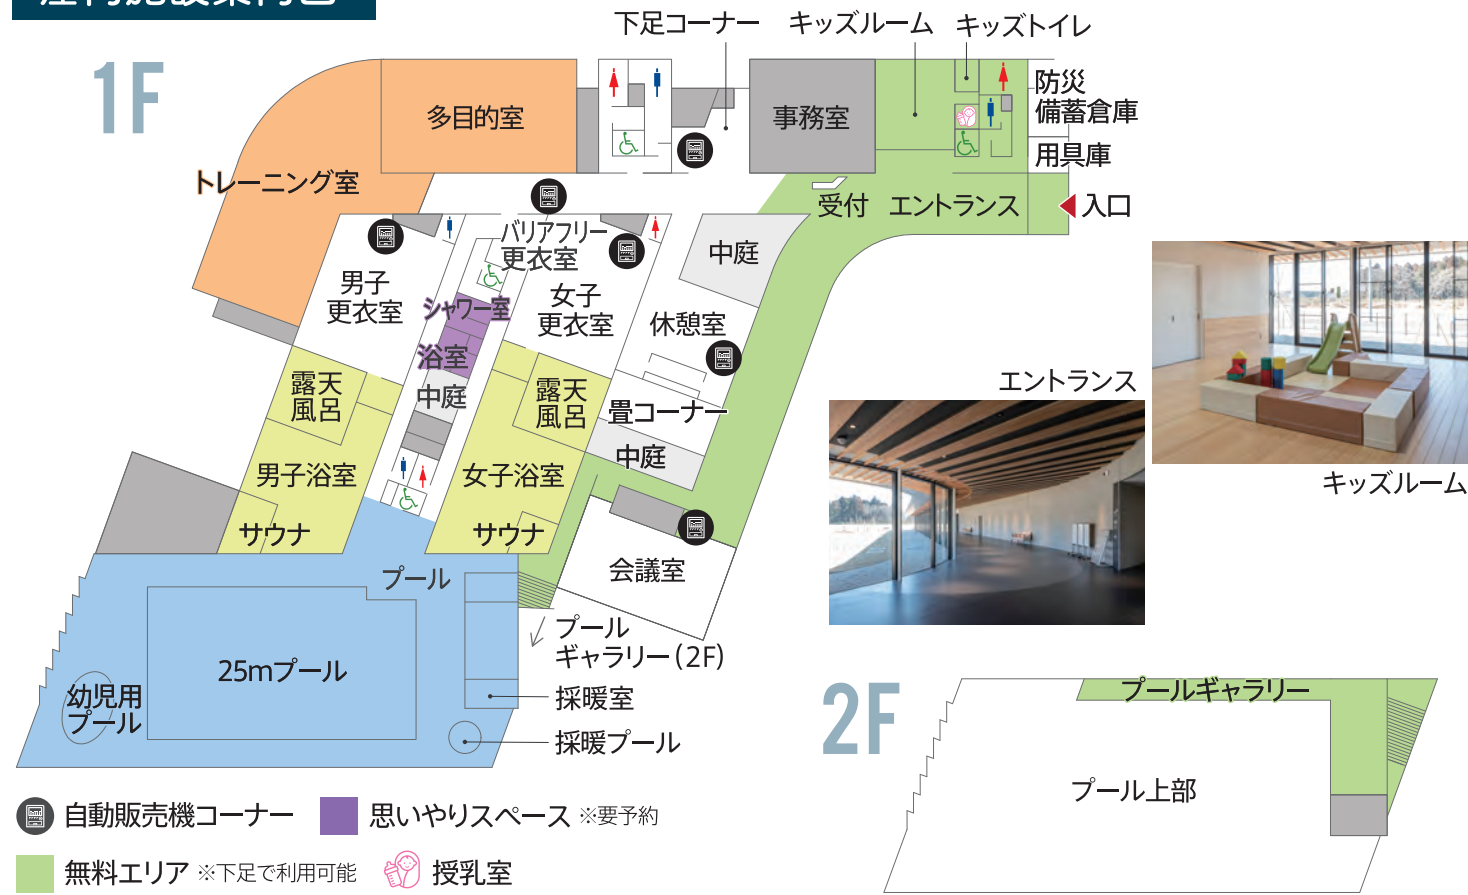 1F
下足コーナー
キッズルーム
キッズトイレ
多目的室
事務室
防災
備蓄倉庫
用具庫
トレーニング室
受付
エントランス
入口
バリアフリー
更衣室
中庭
男子
更衣室
シャワー室
女子
更衣室
休憩室
浴室
中庭
露天
風呂
露天
風呂
畳コーナー
中庭
男子浴室
女子浴室
サウナ
サウナ
会議室
プール
プール
ギャラリー(2F)
25mプール
幼児用
プール
採暖室
採暖プール
エントランス
キッズルーム
2F
プールギャラリー
プール上部
自動販売機コーナー
思いやりスペース ※要予約
無料エリア ※下足で利用可能
授乳室